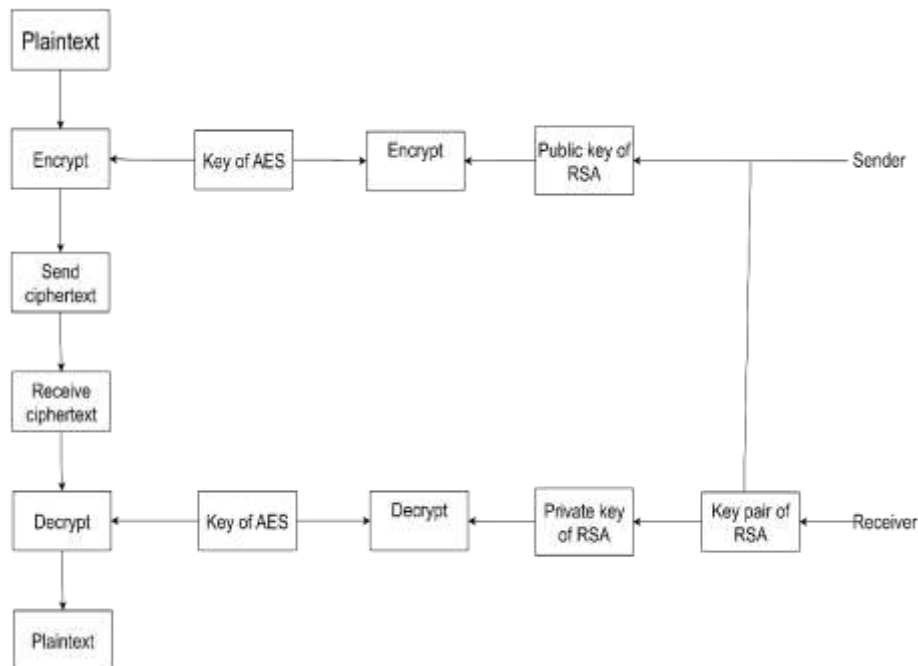 Plaintext
Encrypt
Key of AES
Encrypt
Public key of
RSA
Sender
Send
ciphertext
Receive
ciphertext
Decrypt
Key of AES
Decrypt
Private key
of RSA
Key pair of
RSA
Receiver
Plaintext